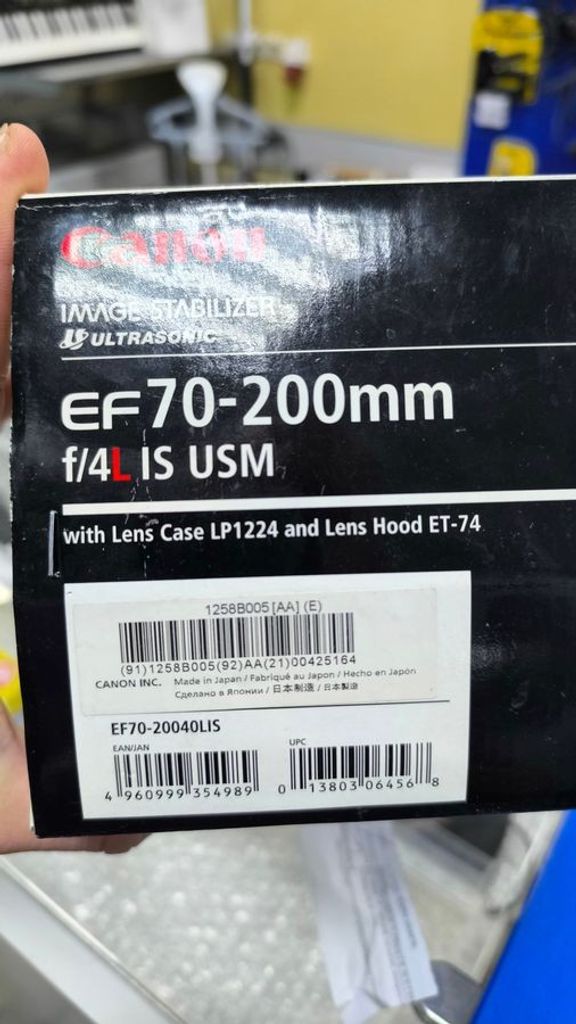 Canon
IMAGE STABILIZER
ULTRASONIC
EF70-200mm
f/4L IS USM
with Lens Case LP1224 and Lens Hood ET-74
1258B005[AA](E)
(91)1258B005(92)AA(21)00425164
CANON INC. Made in Japan / Fabriqué au Japon / Hecho en Japón
Сделано в Японии / 日本制造 / 日本製造
EF70-20040LIS
EAN/JAN
UPC
4 960999 354989
0 13803 06456 8